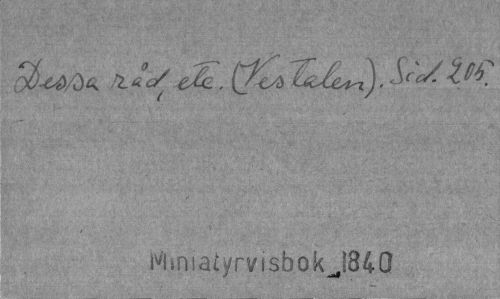 Dessa råd, etc. (Vestalen). Sid. 205.
Miniatyrvisbok 1840